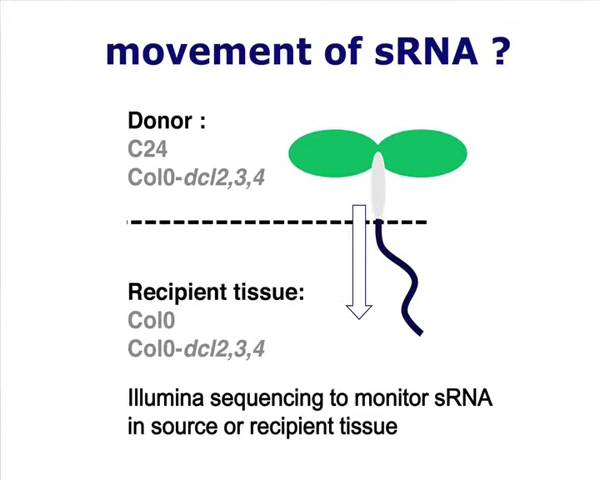 movement of sRNA ?
Donor :
C24
Col0-dcl2,3,4
Recipient tissue:
Col0
Col0-dcl2,3,4
Illumina sequencing to monitor sRNA
in source or recipient tissue